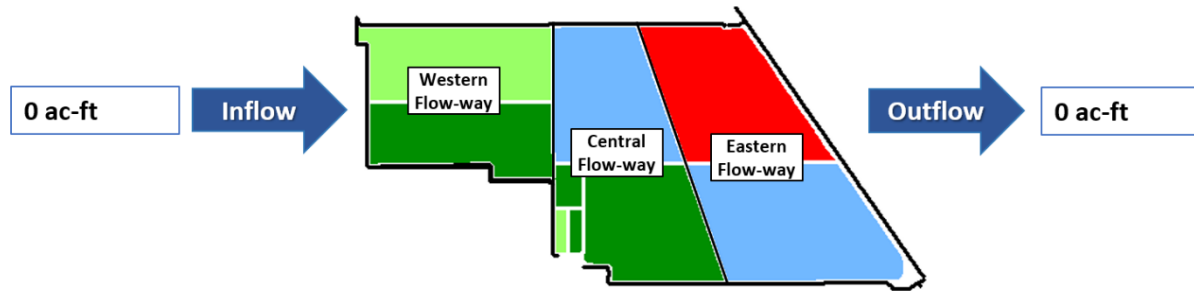 0 ac-ft
Inflow
Western
Flow-way
Central
Flow-way
Eastern
Flow-way
Outflow
0 ac-ft